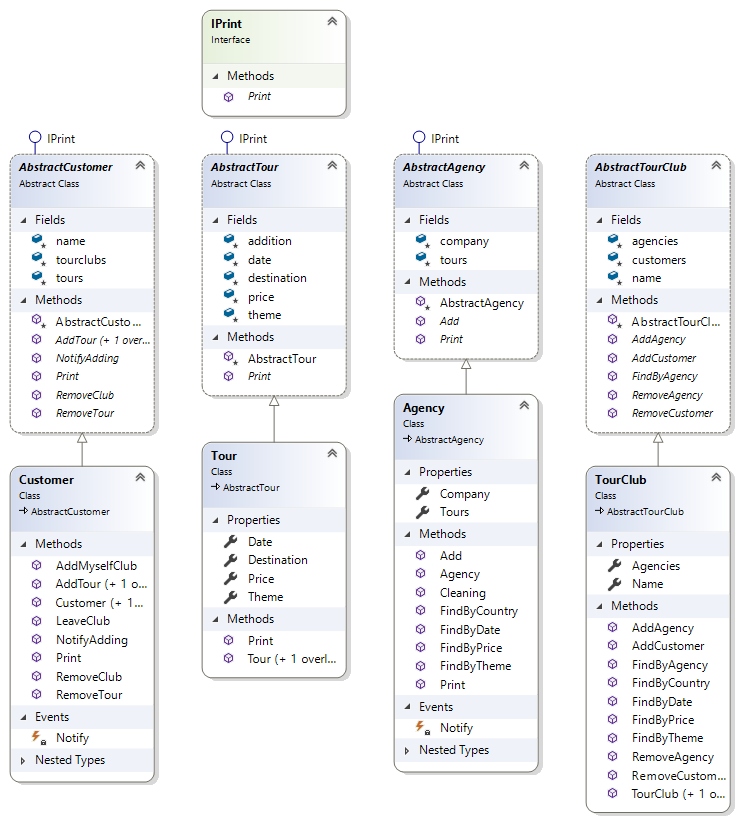 IPrint
Interface
Methods
Print
IPrint
AbstractCustomer
Abstract Class
Fields
name
tourclubs
tours
Methods
AbstractCusto ...
AddTour (+ 1 over...
NotifyAdding
Print
RemoveClub
RemoveTour
Customer
Class
AbstractCustomer
Methods
AddMyselfClub
AddTour (+ 1 o...
Customer (+ 1...
LeaveClub
NotifyAdding
Print
RemoveClub
RemoveTour
Events
Notify
Nested Types
IPrint
AbstractTour
Abstract Class
Fields
addition
date
destination
price
theme
Methods
AbstractTour
Print
Tour
Class
AbstractTour
Properties
Date
Destination
Price
Theme
Methods
Print
Tour (+ 1 overl...
IPrint
AbstractAgency
Abstract Class
Fields
company
tours
Methods
AbstractAgency
Add
Print
Agency
Class
AbstractAgency
Properties
Company
Tours
Methods
Add
Agency
Cleaning
FindByCountry
FindByDate
FindByPrice
FindByTheme
Print
Events
Notify
Nested Types
AbstractTourClub
Abstract Class
Fields
agencies
customers
name
Methods
AbstractTourCl...
AddAgency
AddCustomer
FindByAgency
RemoveAgency
RemoveCustomer
TourClub
Class
AbstractTourClub
Properties
Agencies
Name
Methods
AddAgency
AddCustomer
FindByAgency
FindByCountry
FindByDate
FindByPrice
FindByTheme
RemoveAgency
RemoveCustom...
TourClub (+ 1 o...